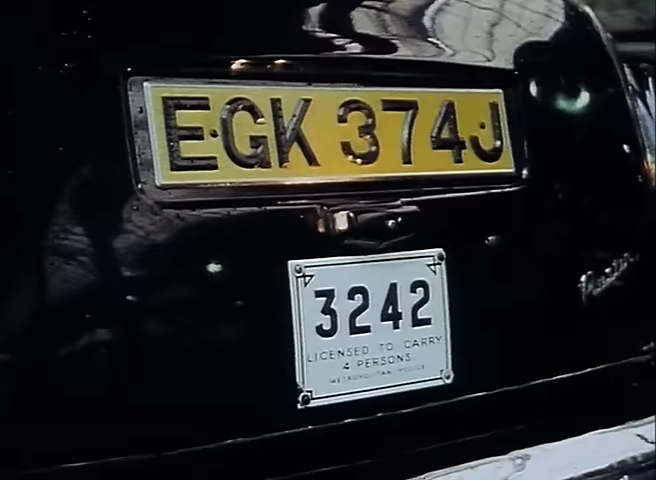 EGK 374J
3242
LICENSED TO CARRY
4 PERSONS
METROPOLITAN POLICE